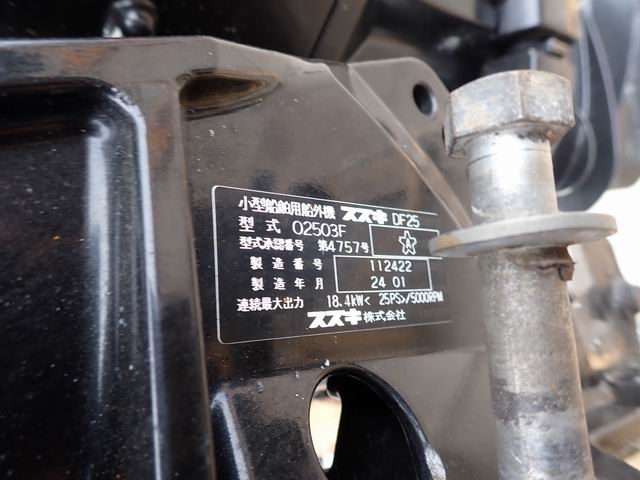 小型船舶用船外機 スズキ DF25
型式 02503F
型式承認番号 第4757号
製造番号 112422
製造年月 24 01
連続最大出力 18.4kW< 25PS>/5000RPM
スズキ株式会社